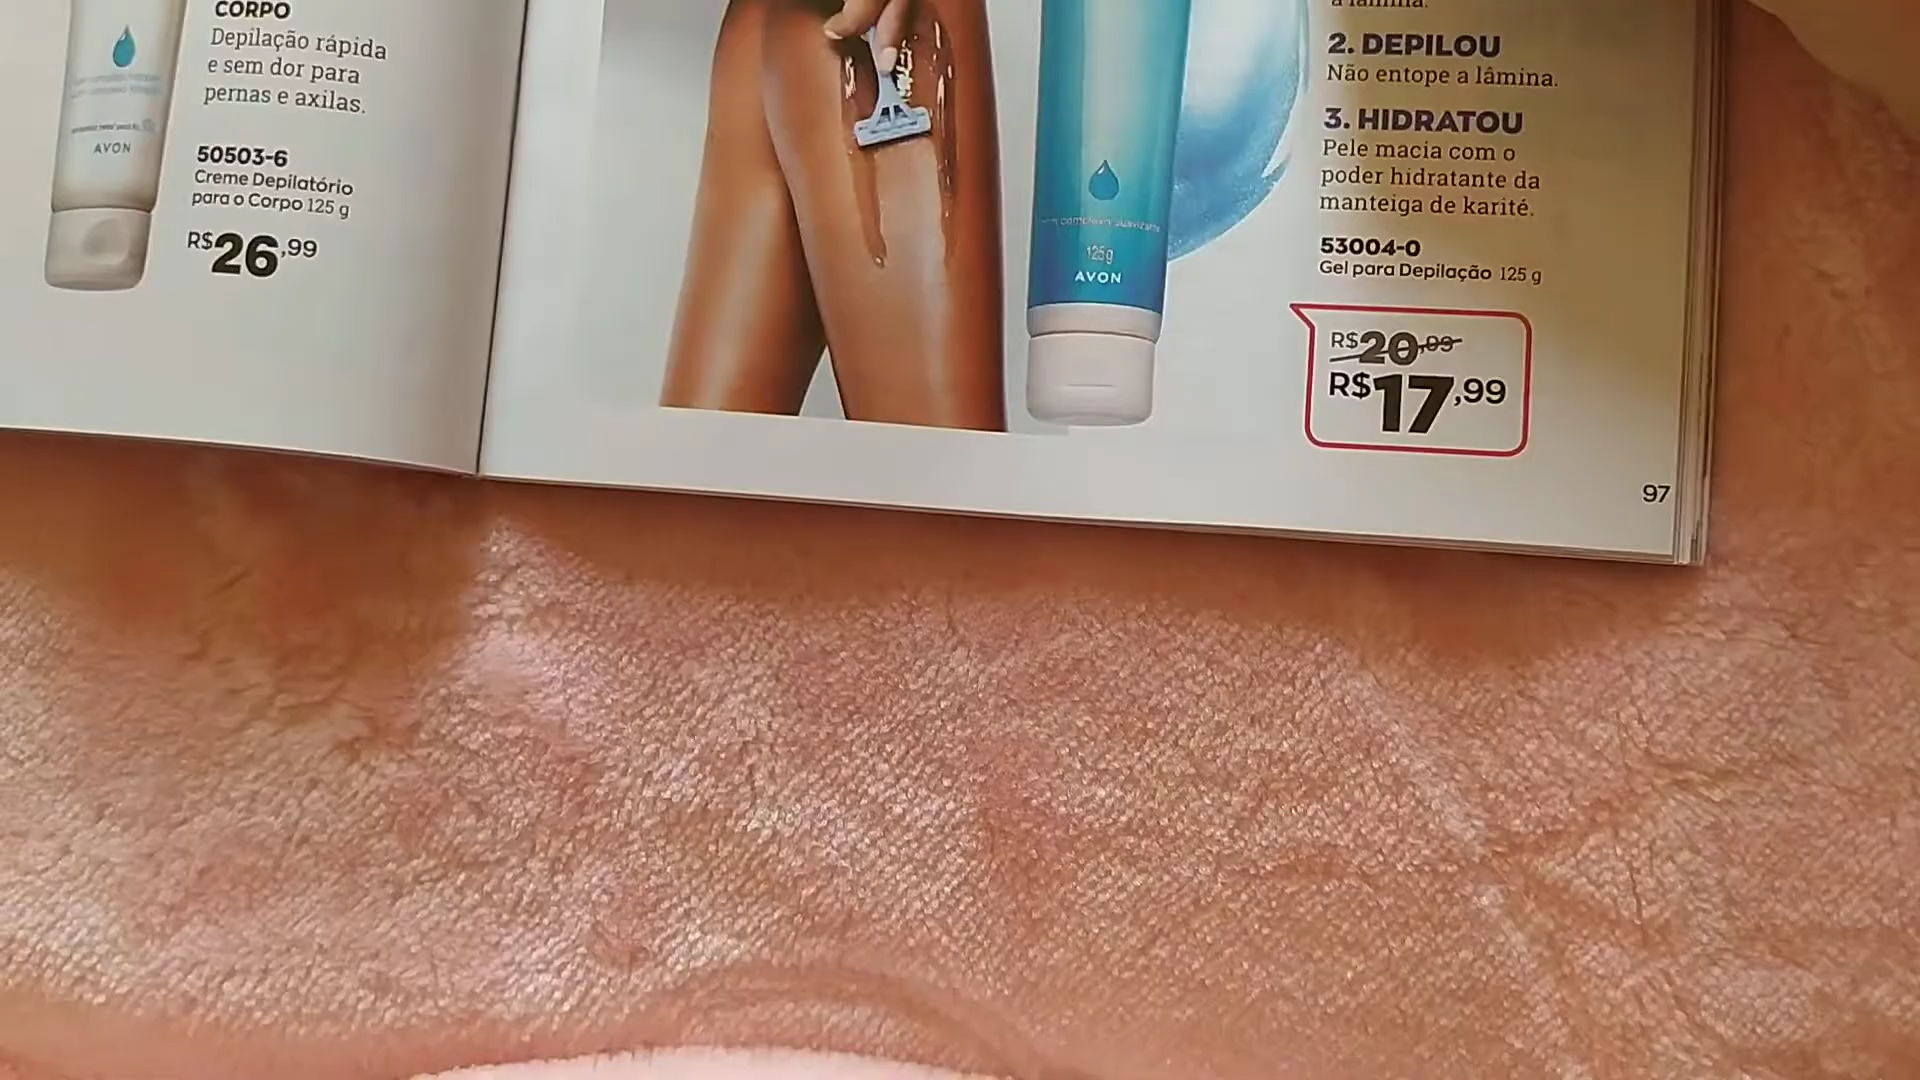 CORPO
Depilação rápida
e sem dor para
pernas e axilas.
AVON
50503-6
Creme Depilatório
para o Corpo 125 g
R$26,99
125g
AVON
a lâmina.
2. DEPILOU
Não entope a lâmina.
3. HIDRATOU
Pele macia com o
poder hidratante da
manteiga de karité.
53004-0
Gel para Depilação 125 g
R$20,99
R$17,99
97